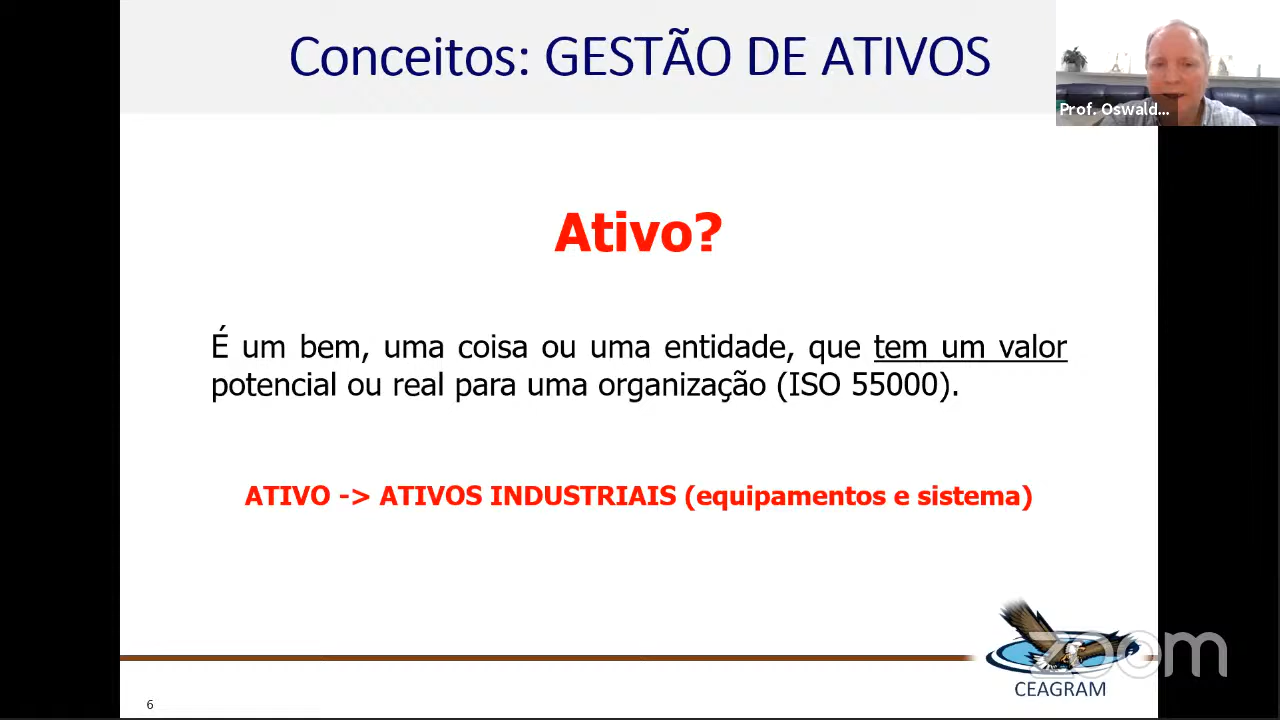 Conceitos: GESTÃO DE ATIVOS
Prof. Oswald...
Ativo?
É um bem, uma coisa ou uma entidade, que tem um valor
potencial ou real para uma organização (ISO 55000).
ATIVO -> ATIVOS INDUSTRIAIS (equipamentos e sistema)
zoom
CEAGRAM
6